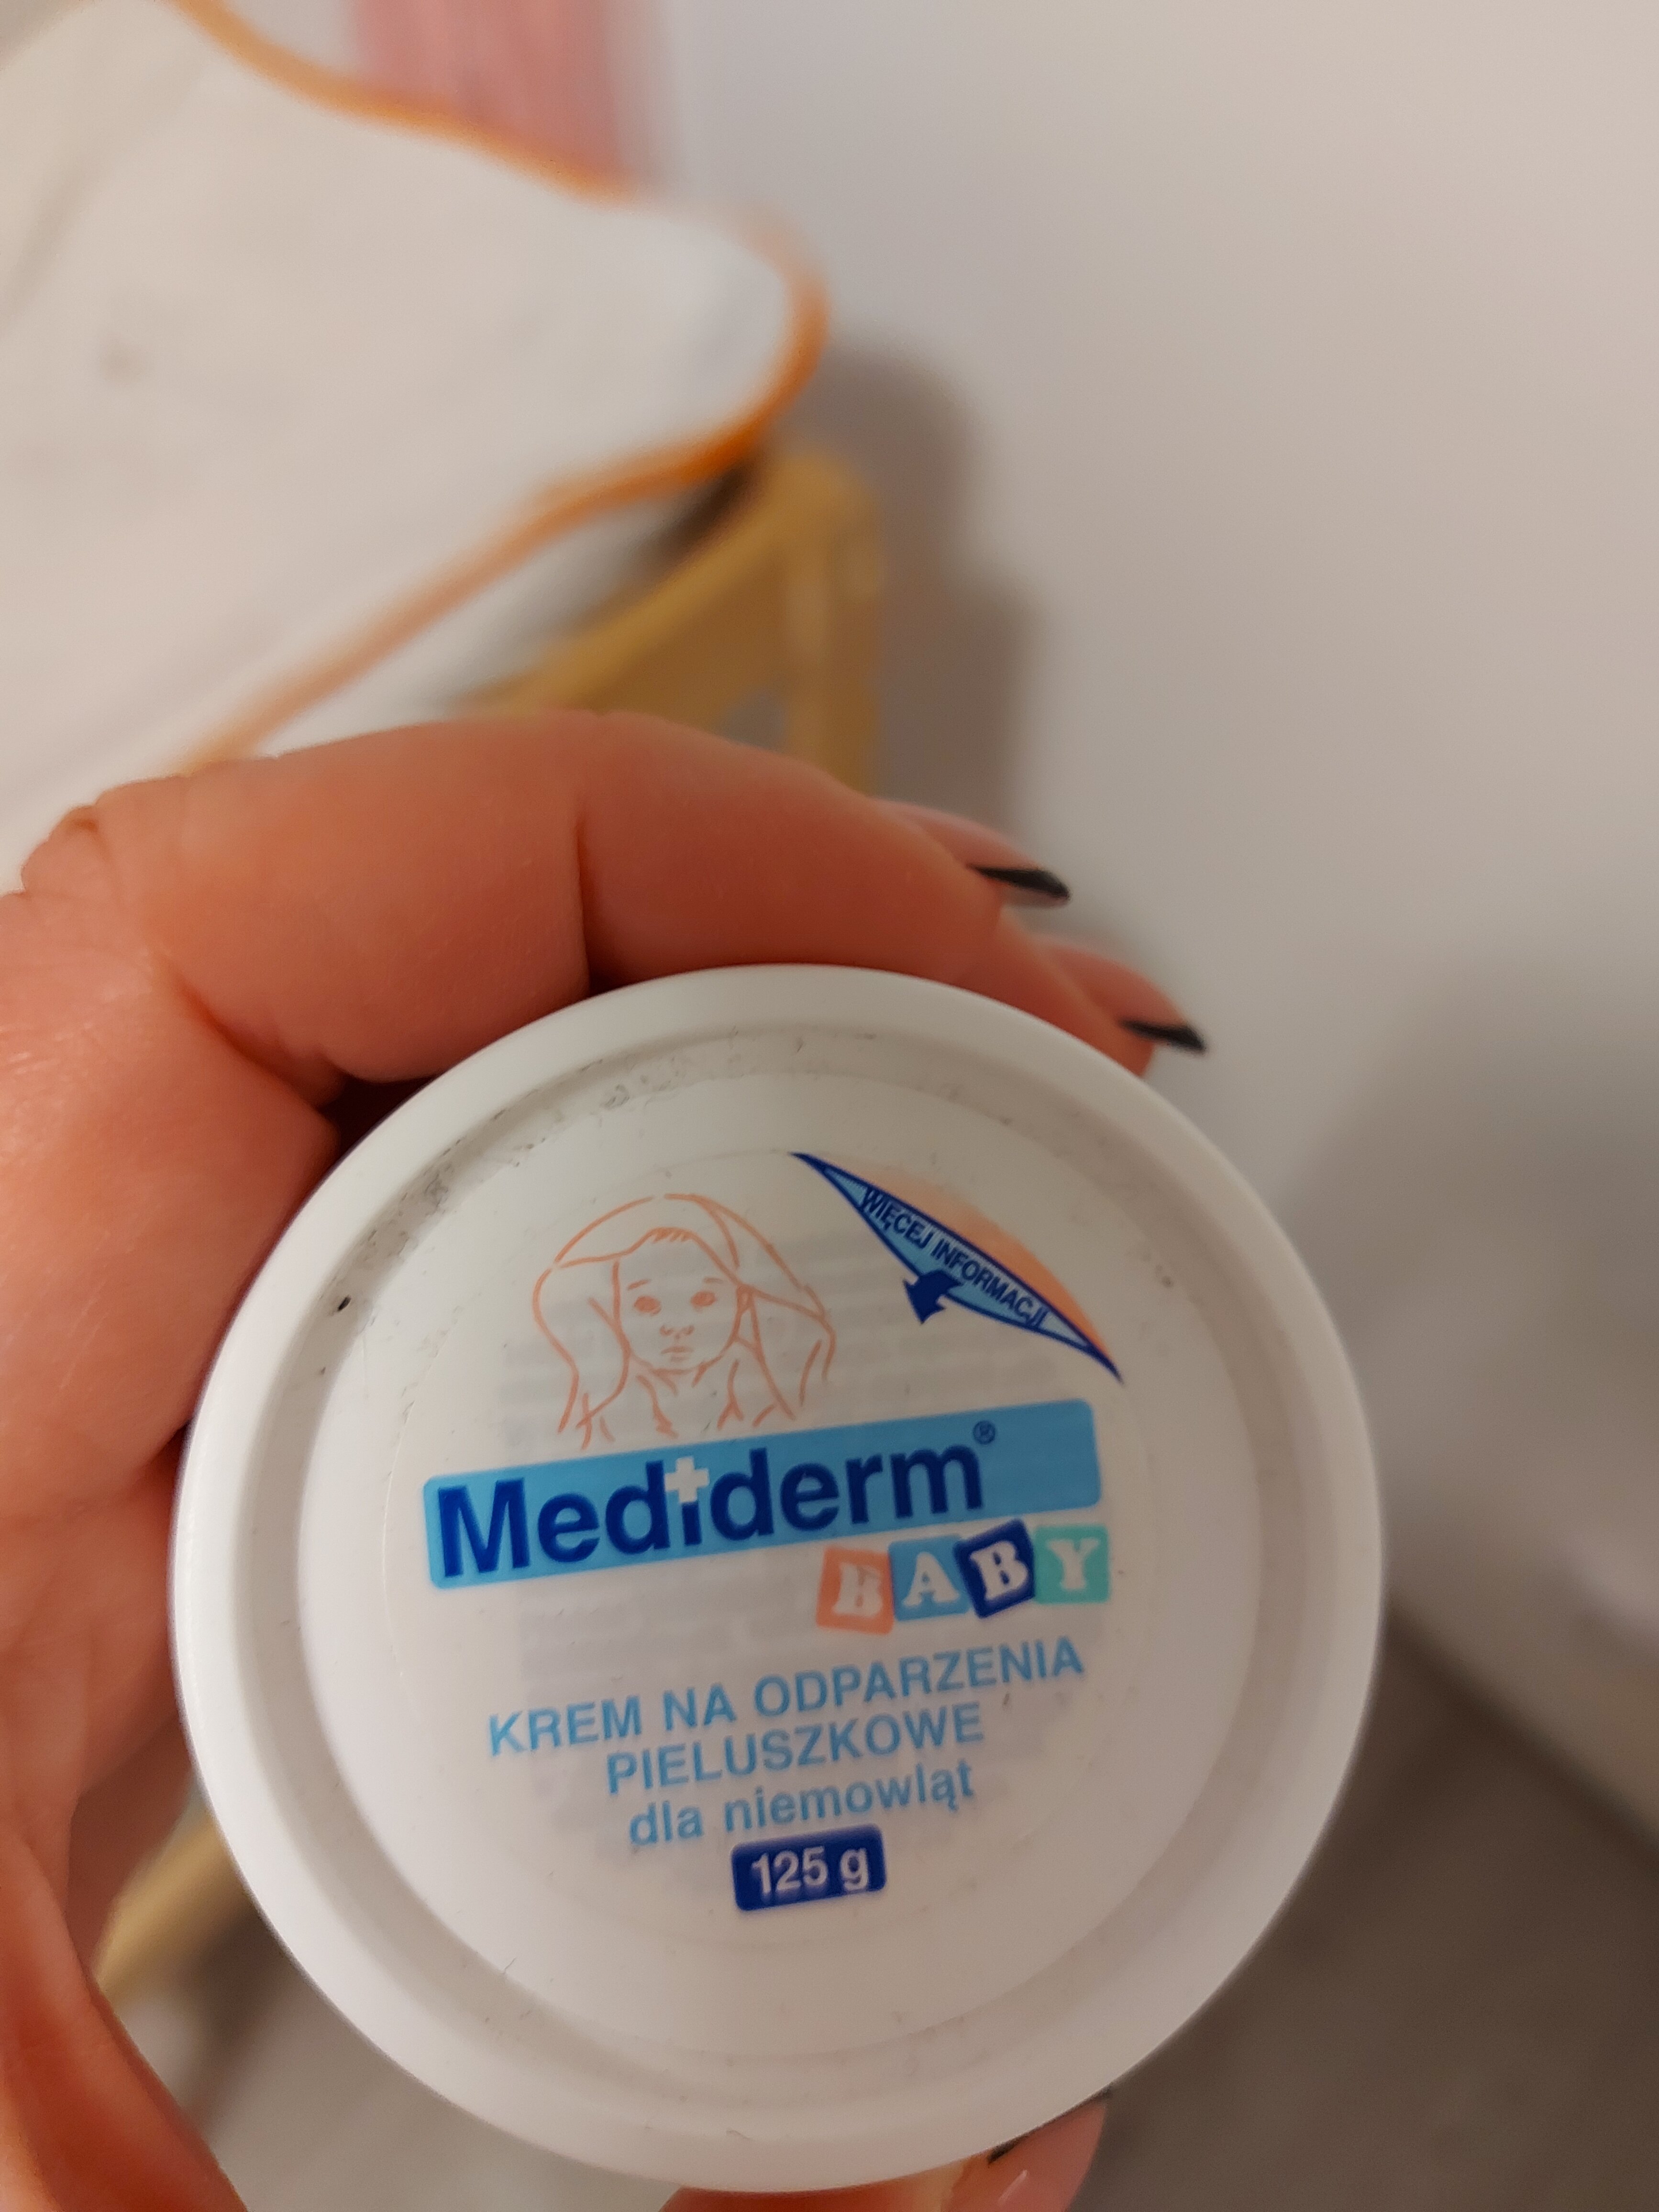 WIĘCEJ INFORMACJI
Mediderm®
BABY
KREM NA ODPARZENIA
PIELUSZKOWE
dla niemowląt
125 g